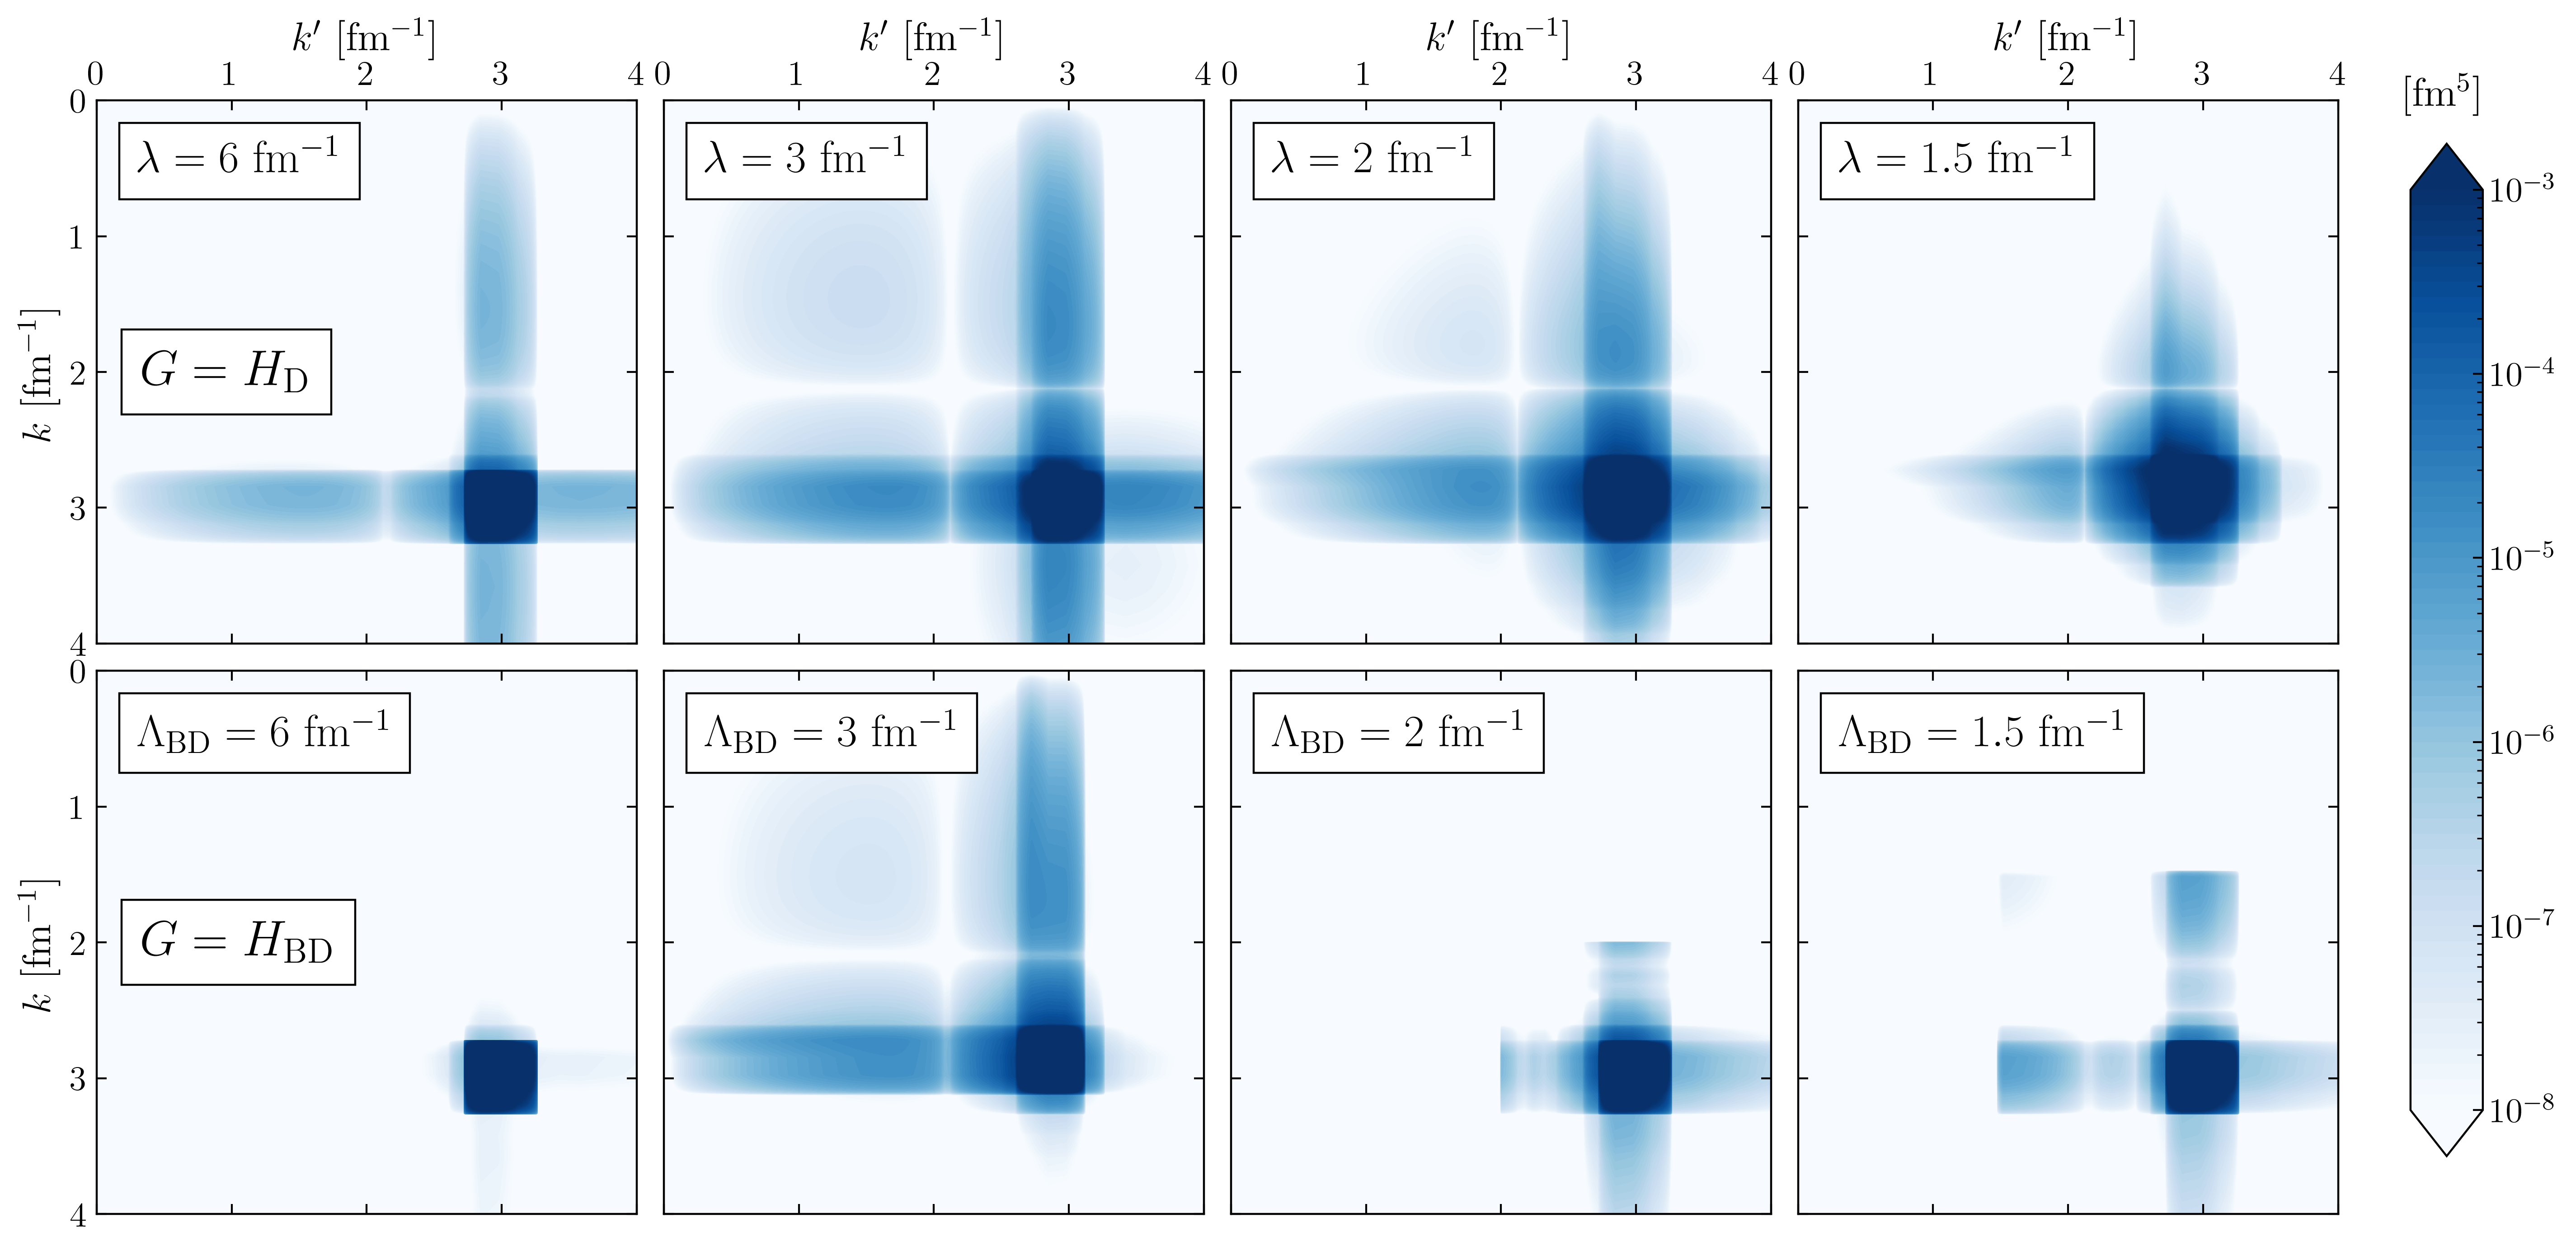 k′ [fm⁻¹] k′ [fm⁻¹] k′ [fm⁻¹] k′ [fm⁻¹]
0 1 2 3 4 0 1 2 3 4 0 1 2 3 4 0 1 2 3 4
[fm⁵]
0
λ = 6 fm⁻¹ λ = 3 fm⁻¹ λ = 2 fm⁻¹ λ = 1.5 fm⁻¹
10⁻³
1
k [fm⁻¹]
G = H_D
2
10⁻⁴
3
10⁻⁵
4
0
Λ_BD = 6 fm⁻¹ Λ_BD = 3 fm⁻¹ Λ_BD = 2 fm⁻¹ Λ_BD = 1.5 fm⁻¹
10⁻⁶
1
k [fm⁻¹]
G = H_BD
2
10⁻⁷
3
10⁻⁸
4